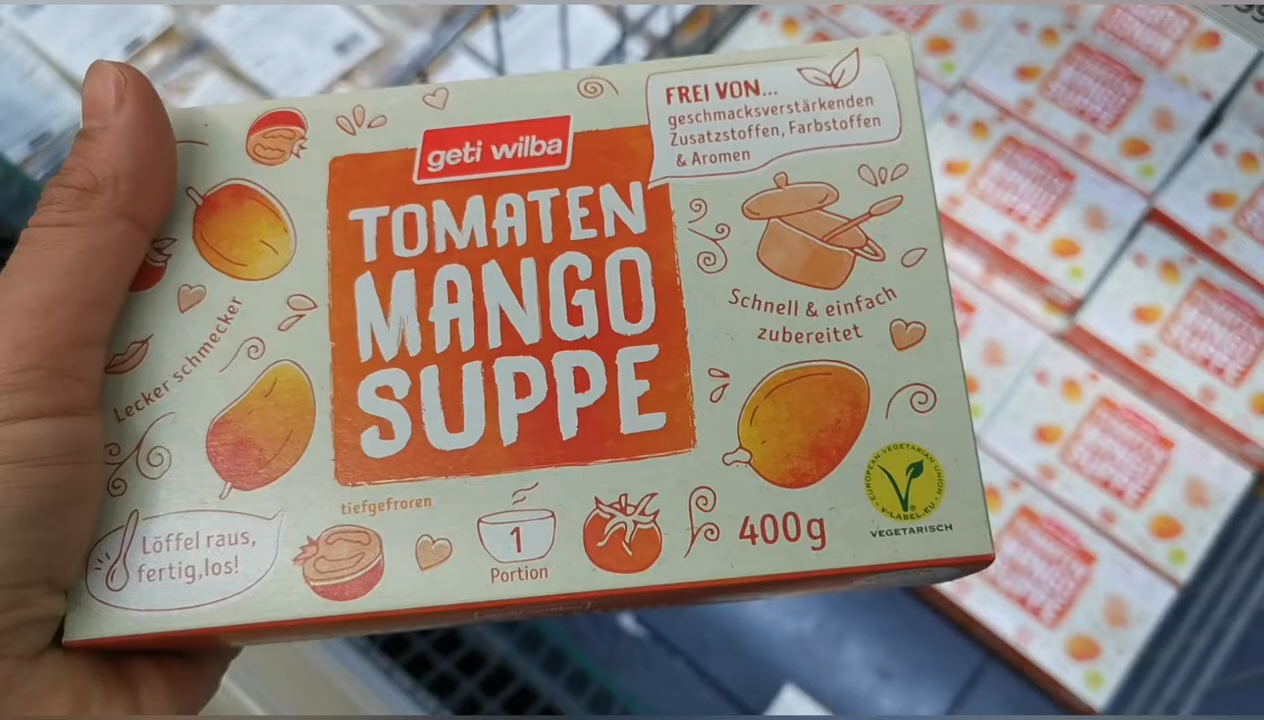 FREI VON...
geschmacksverstärkenden
Zusatzstoffen, Farbstoffen
& Aromen
geti wilba
TOMATEN
MANGO
SUPPE
Lecker schmecker
Schnell & einfach
zubereitet
tiefgefroren
Löffel raus,
fertig,los!
1
Portion
400g
EUROPEAN VEGETARIAN UNION
V-LABEL.EU
VEGETARISCH